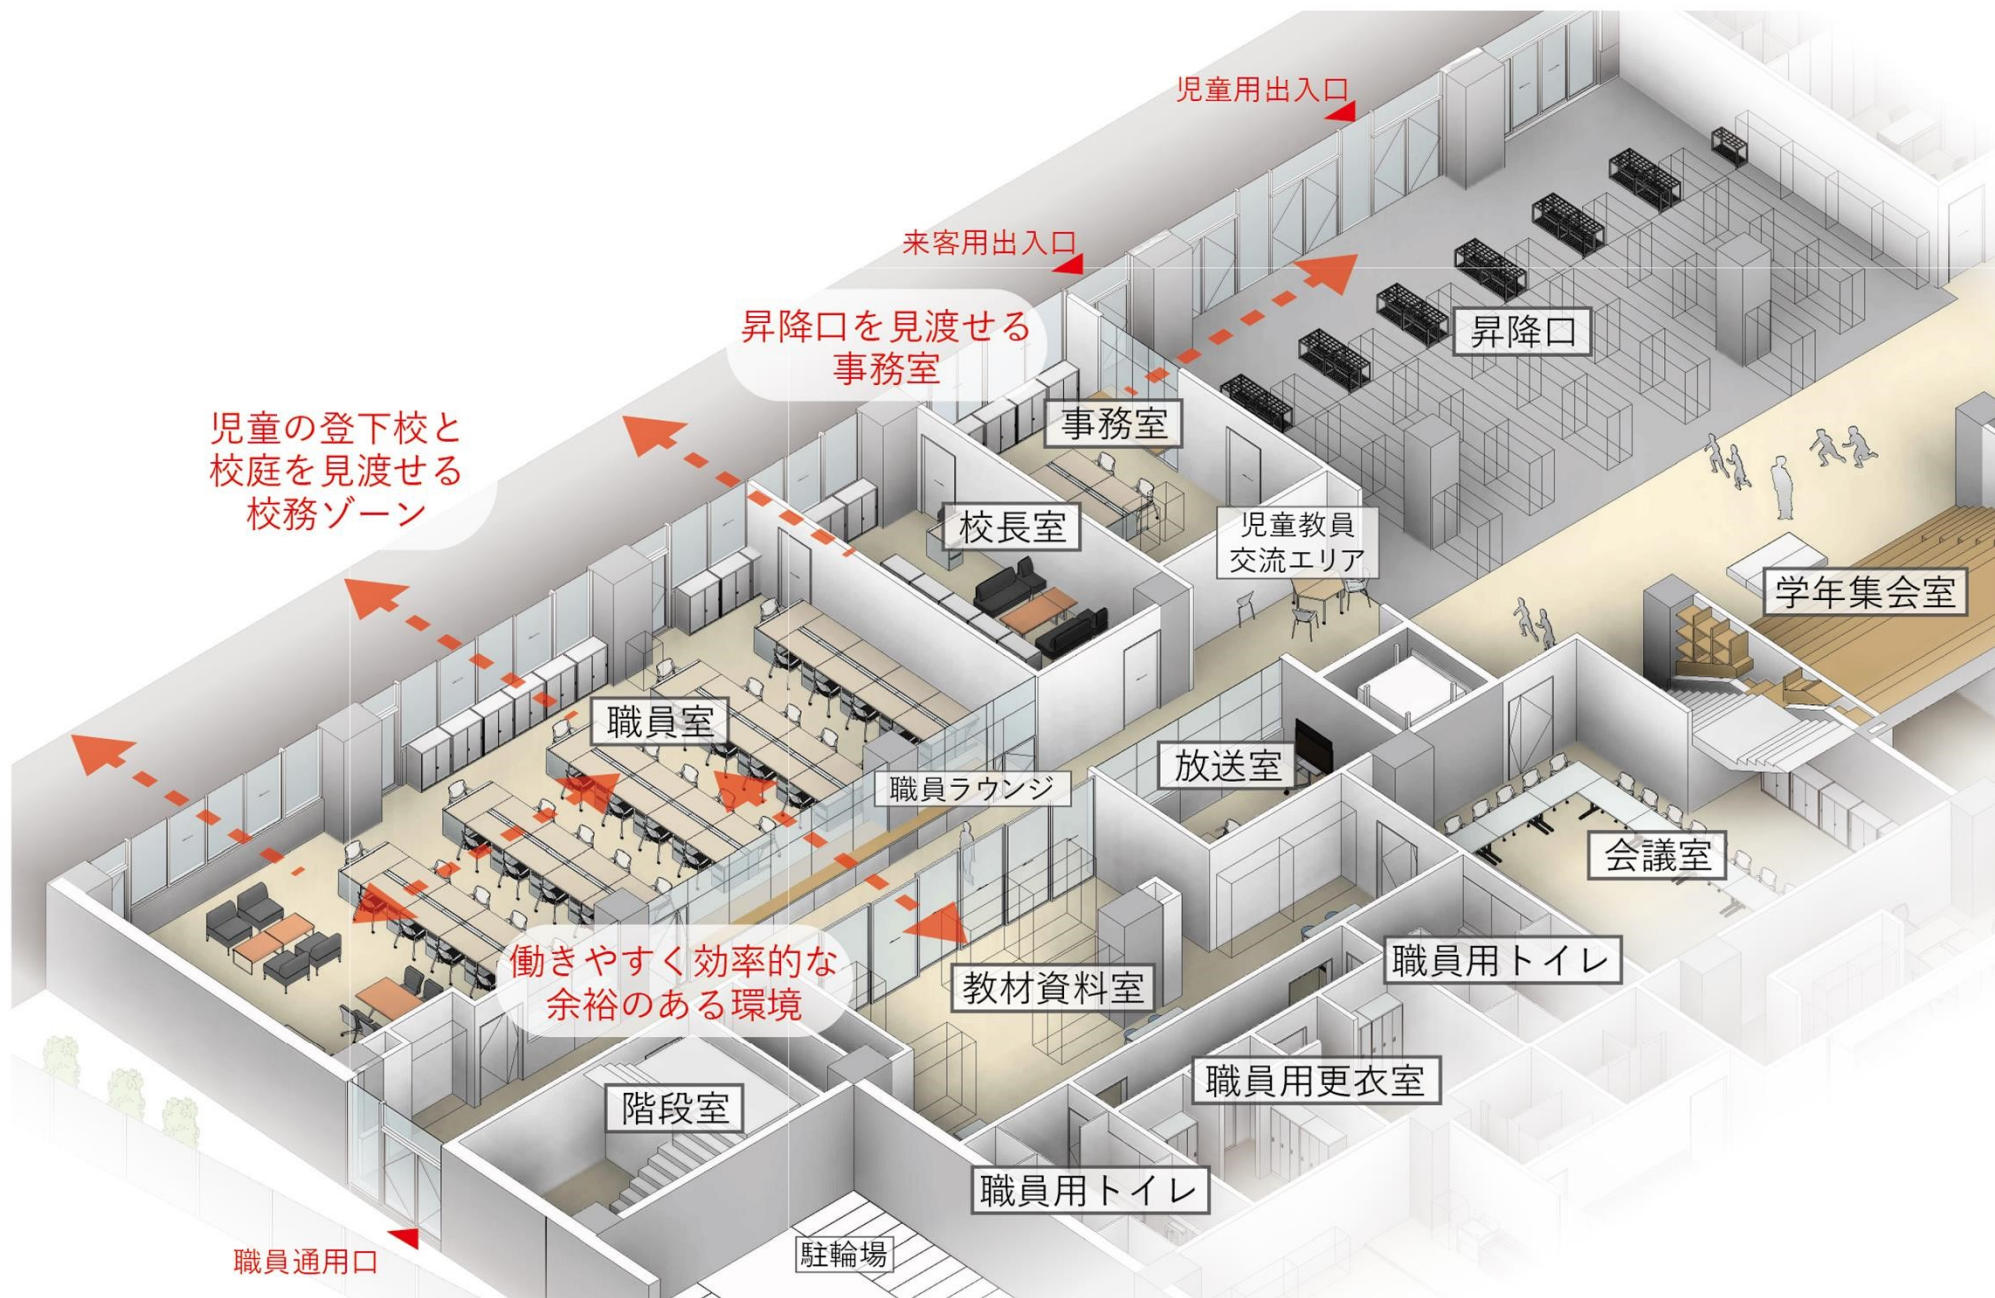 児童用出入口
来客用出入口
昇降口を見渡せる
事務室
昇降口
児童の登下校と
校庭を見渡せる
校務ゾーン
事務室
校長室
児童教員
交流エリア
学年集会室
職員室
放送室
職員ラウンジ
会議室
働きやすく効率的な
余裕のある環境
教材資料室
職員用トイレ
階段室
職員用更衣室
職員用トイレ
職員通用口
駐輪場